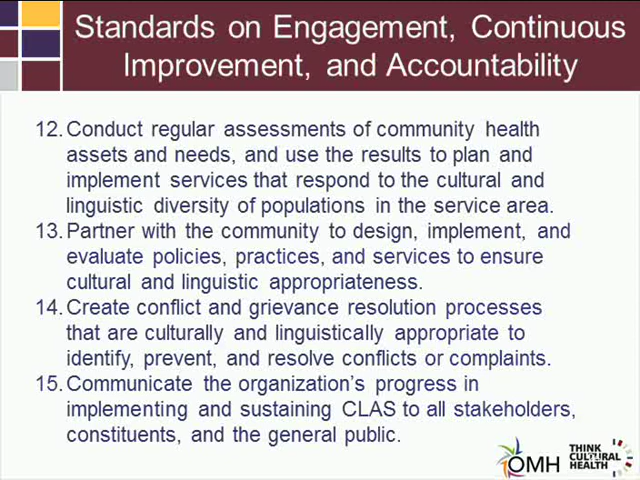 Standards on Engagement, Continuous
Improvement, and Accountability
12. Conduct regular assessments of community health
assets and needs, and use the results to plan and
implement services that respond to the cultural and
linguistic diversity of populations in the service area.
13. Partner with the community to design, implement, and
evaluate policies, practices, and services to ensure
cultural and linguistic appropriateness.
14. Create conflict and grievance resolution processes
that are culturally and linguistically appropriate to
identify, prevent, and resolve conflicts or complaints.
15. Communicate the organization's progress in
implementing and sustaining CLAS to all stakeholders,
constituents, and the general public.
OMH
THINK
CULTURAL
HEALTH